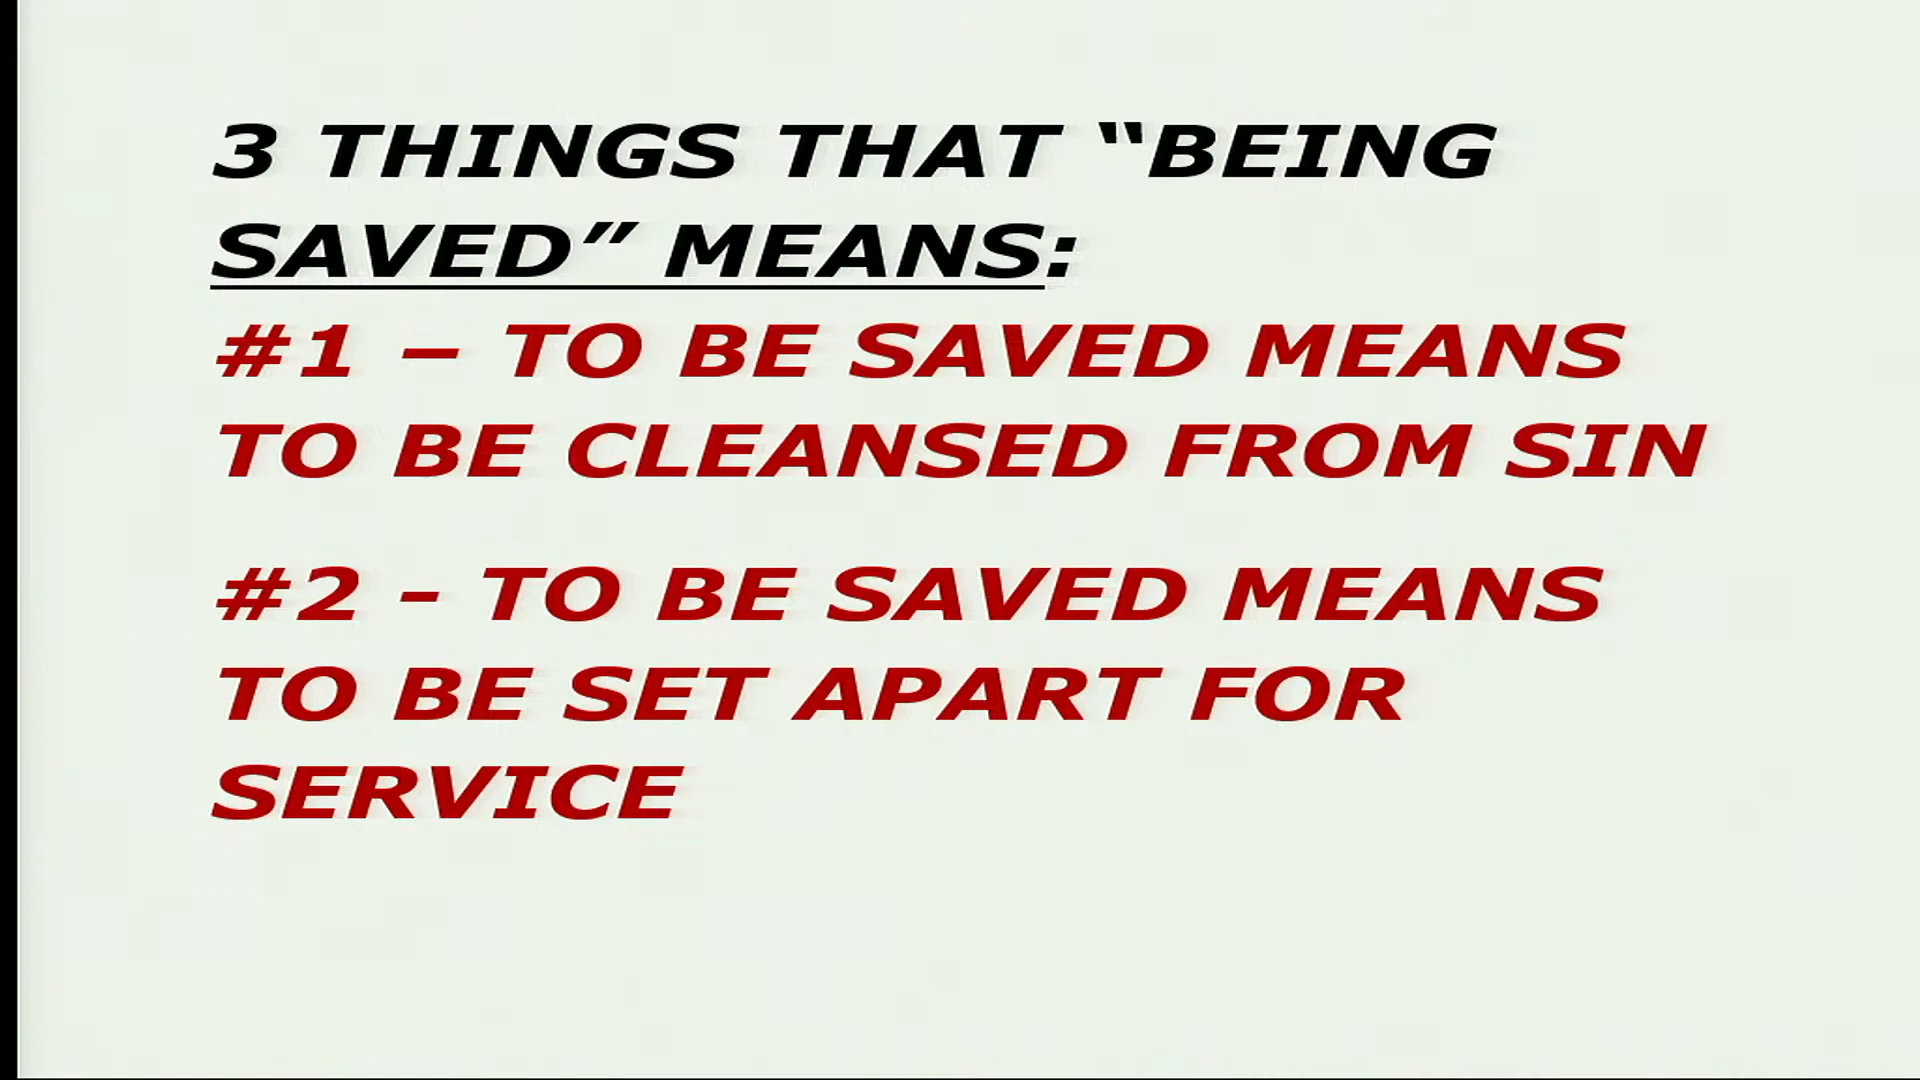 3 THINGS THAT “BEING
SAVED” MEANS:
#1 – TO BE SAVED MEANS
TO BE CLEANSED FROM SIN
#2 - TO BE SAVED MEANS
TO BE SET APART FOR
SERVICE